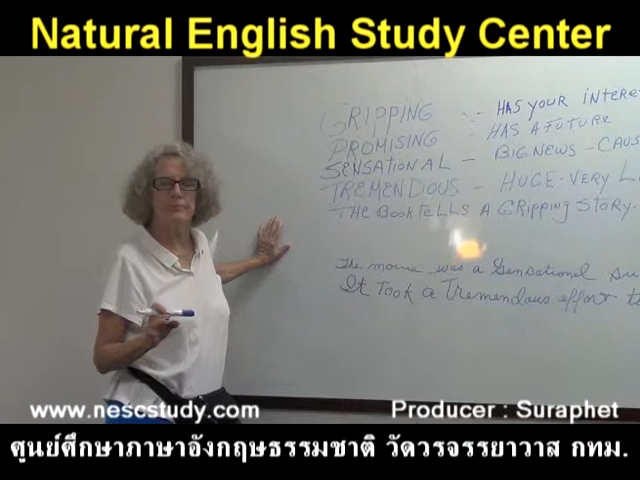 Natural English Study Center
GRIPPING -- HAS YOUR INTERE
PROMISING : HAS A FUTURE
SENSATIONAL - BIG NEWS - CAUS
TREMENDOUS - HUGE - VERY L
THE Book TELLS A GRipping STORY.
The movie was a Sensational su
It Took a Tremendous effort to
www.nescstudy.com
Producer : Suraphet
ศูนย์ศึกษาภาษาอังกฤษธรรมชาติ วัดวรจรรยาวาส กทม.